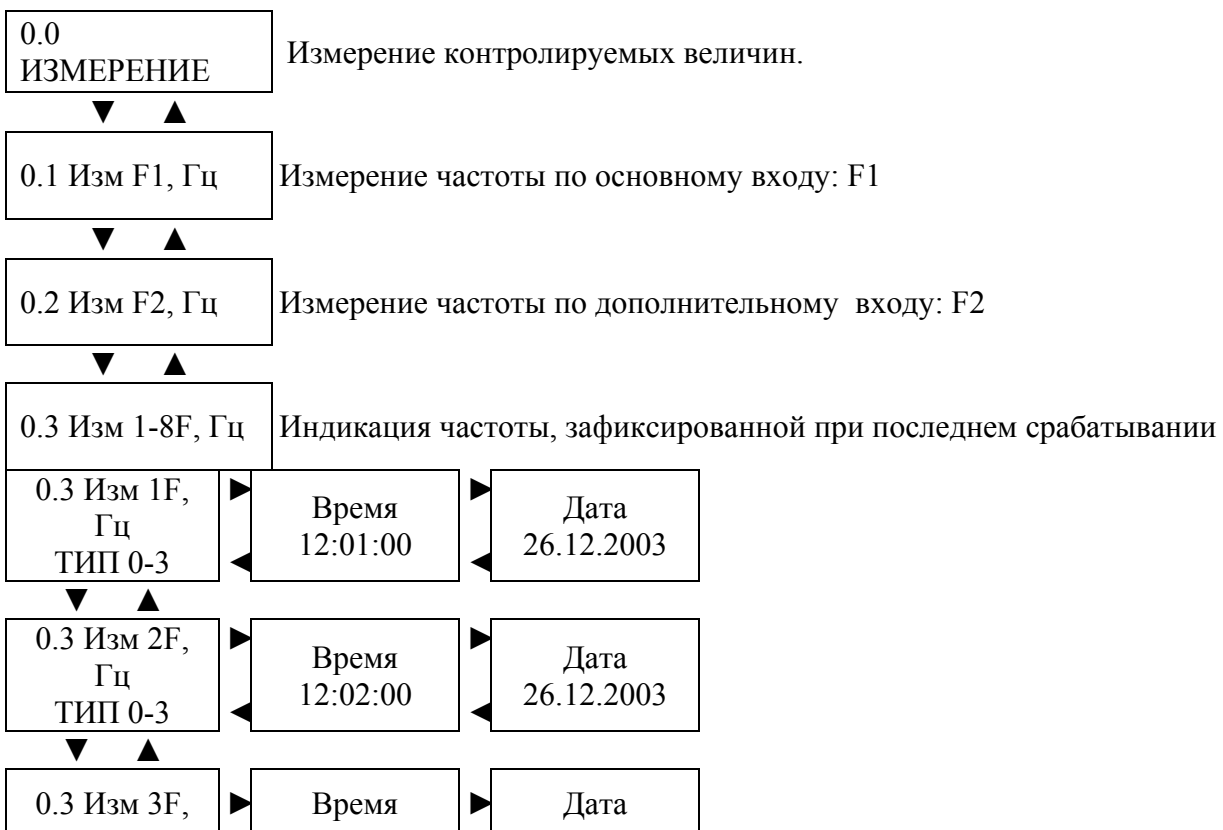 0.0
ИЗМЕРЕНИЕ
Измерение контролируемых величин.
▼ ▲
0.1 Изм F1, Гц
Измерение частоты по основному входу: F1
▼ ▲
0.2 Изм F2, Гц
Измерение частоты по дополнительному входу: F2
▼ ▲
0.3 Изм 1-8F, Гц
Индикация частоты, зафиксированной при последнем срабатывании
0.3 Изм 1F,
Гц
ТИП 0-3
► ◄
Время
12:01:00
► ◄
Дата
26.12.2003
▼ ▲
0.3 Изм 2F,
Гц
ТИП 0-3
► ◄
Время
12:02:00
► ◄
Дата
26.12.2003
▼ ▲
0.3 Изм 3F,
►
Время
►
Дата